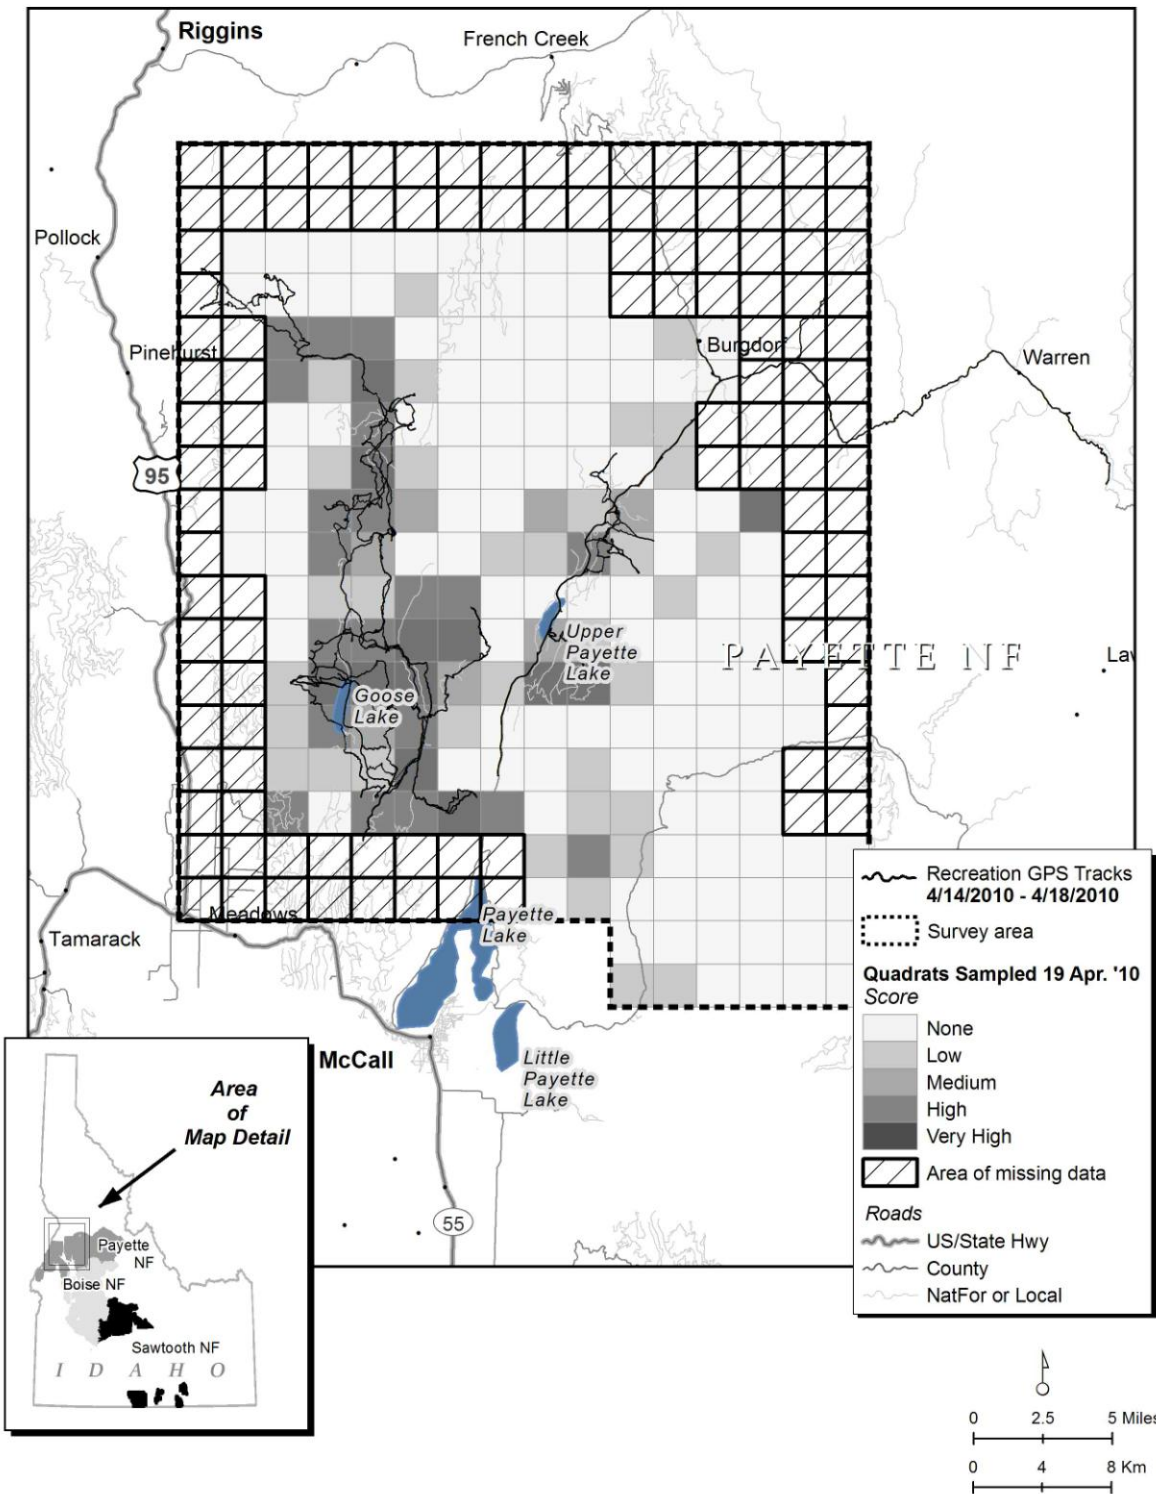 Riggins
French Creek
Pollock
Pinehurst
Burgdorf
Warren
95
Upper
Payette
Lake
PAYETTE NF
Goose
Lake
Meadows
Payette
Lake
Tamarack
McCall
Little
Payette
Lake
55
Recreation GPS Tracks
4/14/2010 - 4/18/2010
Survey area
Quadrats Sampled 19 Apr. '10
Score
None
Low
Medium
High
Very High
Area of missing data
Roads
US/State Hwy
County
NatFor or Local
Area
of
Map Detail
Payette
NF
Boise NF
Sawtooth NF
IDAHO
0 2.5 5 Miles
0 4 8 Km